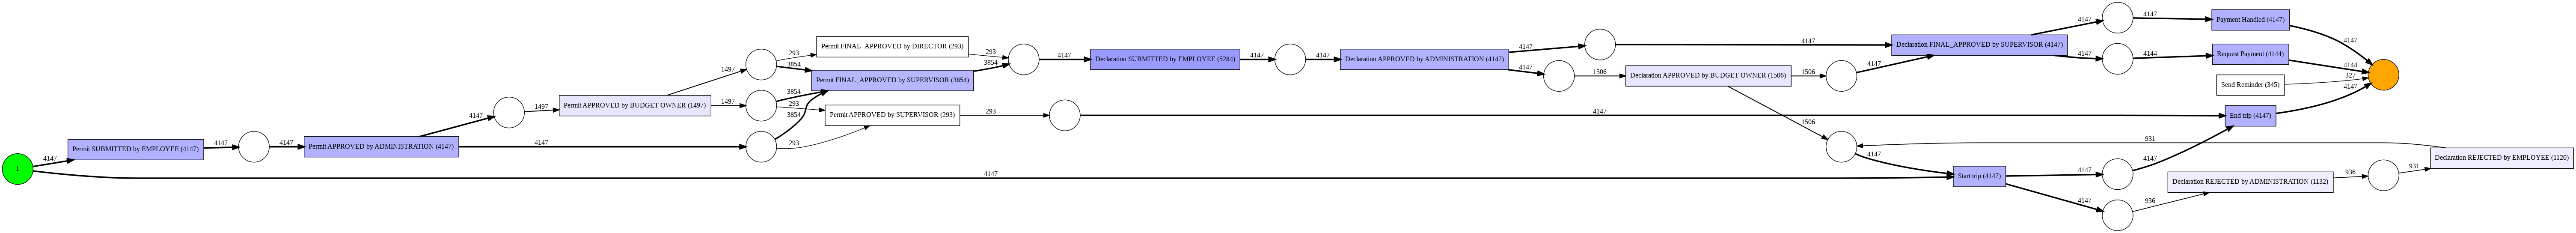 1
4147
Permit SUBMITTED by EMPLOYEE (4147)
4147
4147
Permit APPROVED by ADMINISTRATION (4147)
4147
4147
1497
Permit APPROVED by BUDGET OWNER (1497)
1497
1497
293
3854
3854
293
3854
293
Permit FINAL_APPROVED by DIRECTOR (293)
Permit FINAL_APPROVED by SUPERVISOR (3854)
Permit APPROVED by SUPERVISOR (293)
293
3854
293
4147
Declaration SUBMITTED by EMPLOYEE (5284)
4147
4147
Declaration APPROVED by ADMINISTRATION (4147)
4147
4147
4147
1506
Declaration APPROVED by BUDGET OWNER (1506)
1506
1506
4147
4147
4147
Declaration FINAL_APPROVED by SUPERVISOR (4147)
4147
4147
4147
4147
Start trip (4147)
4147
4147
4147
4144
4147
936
Payment Handled (4147)
Request Payment (4144)
Send Reminder (345)
End trip (4147)
Declaration REJECTED by ADMINISTRATION (1132)
4147
4144
327
4147
931
936
931
Declaration REJECTED by EMPLOYEE (1120)